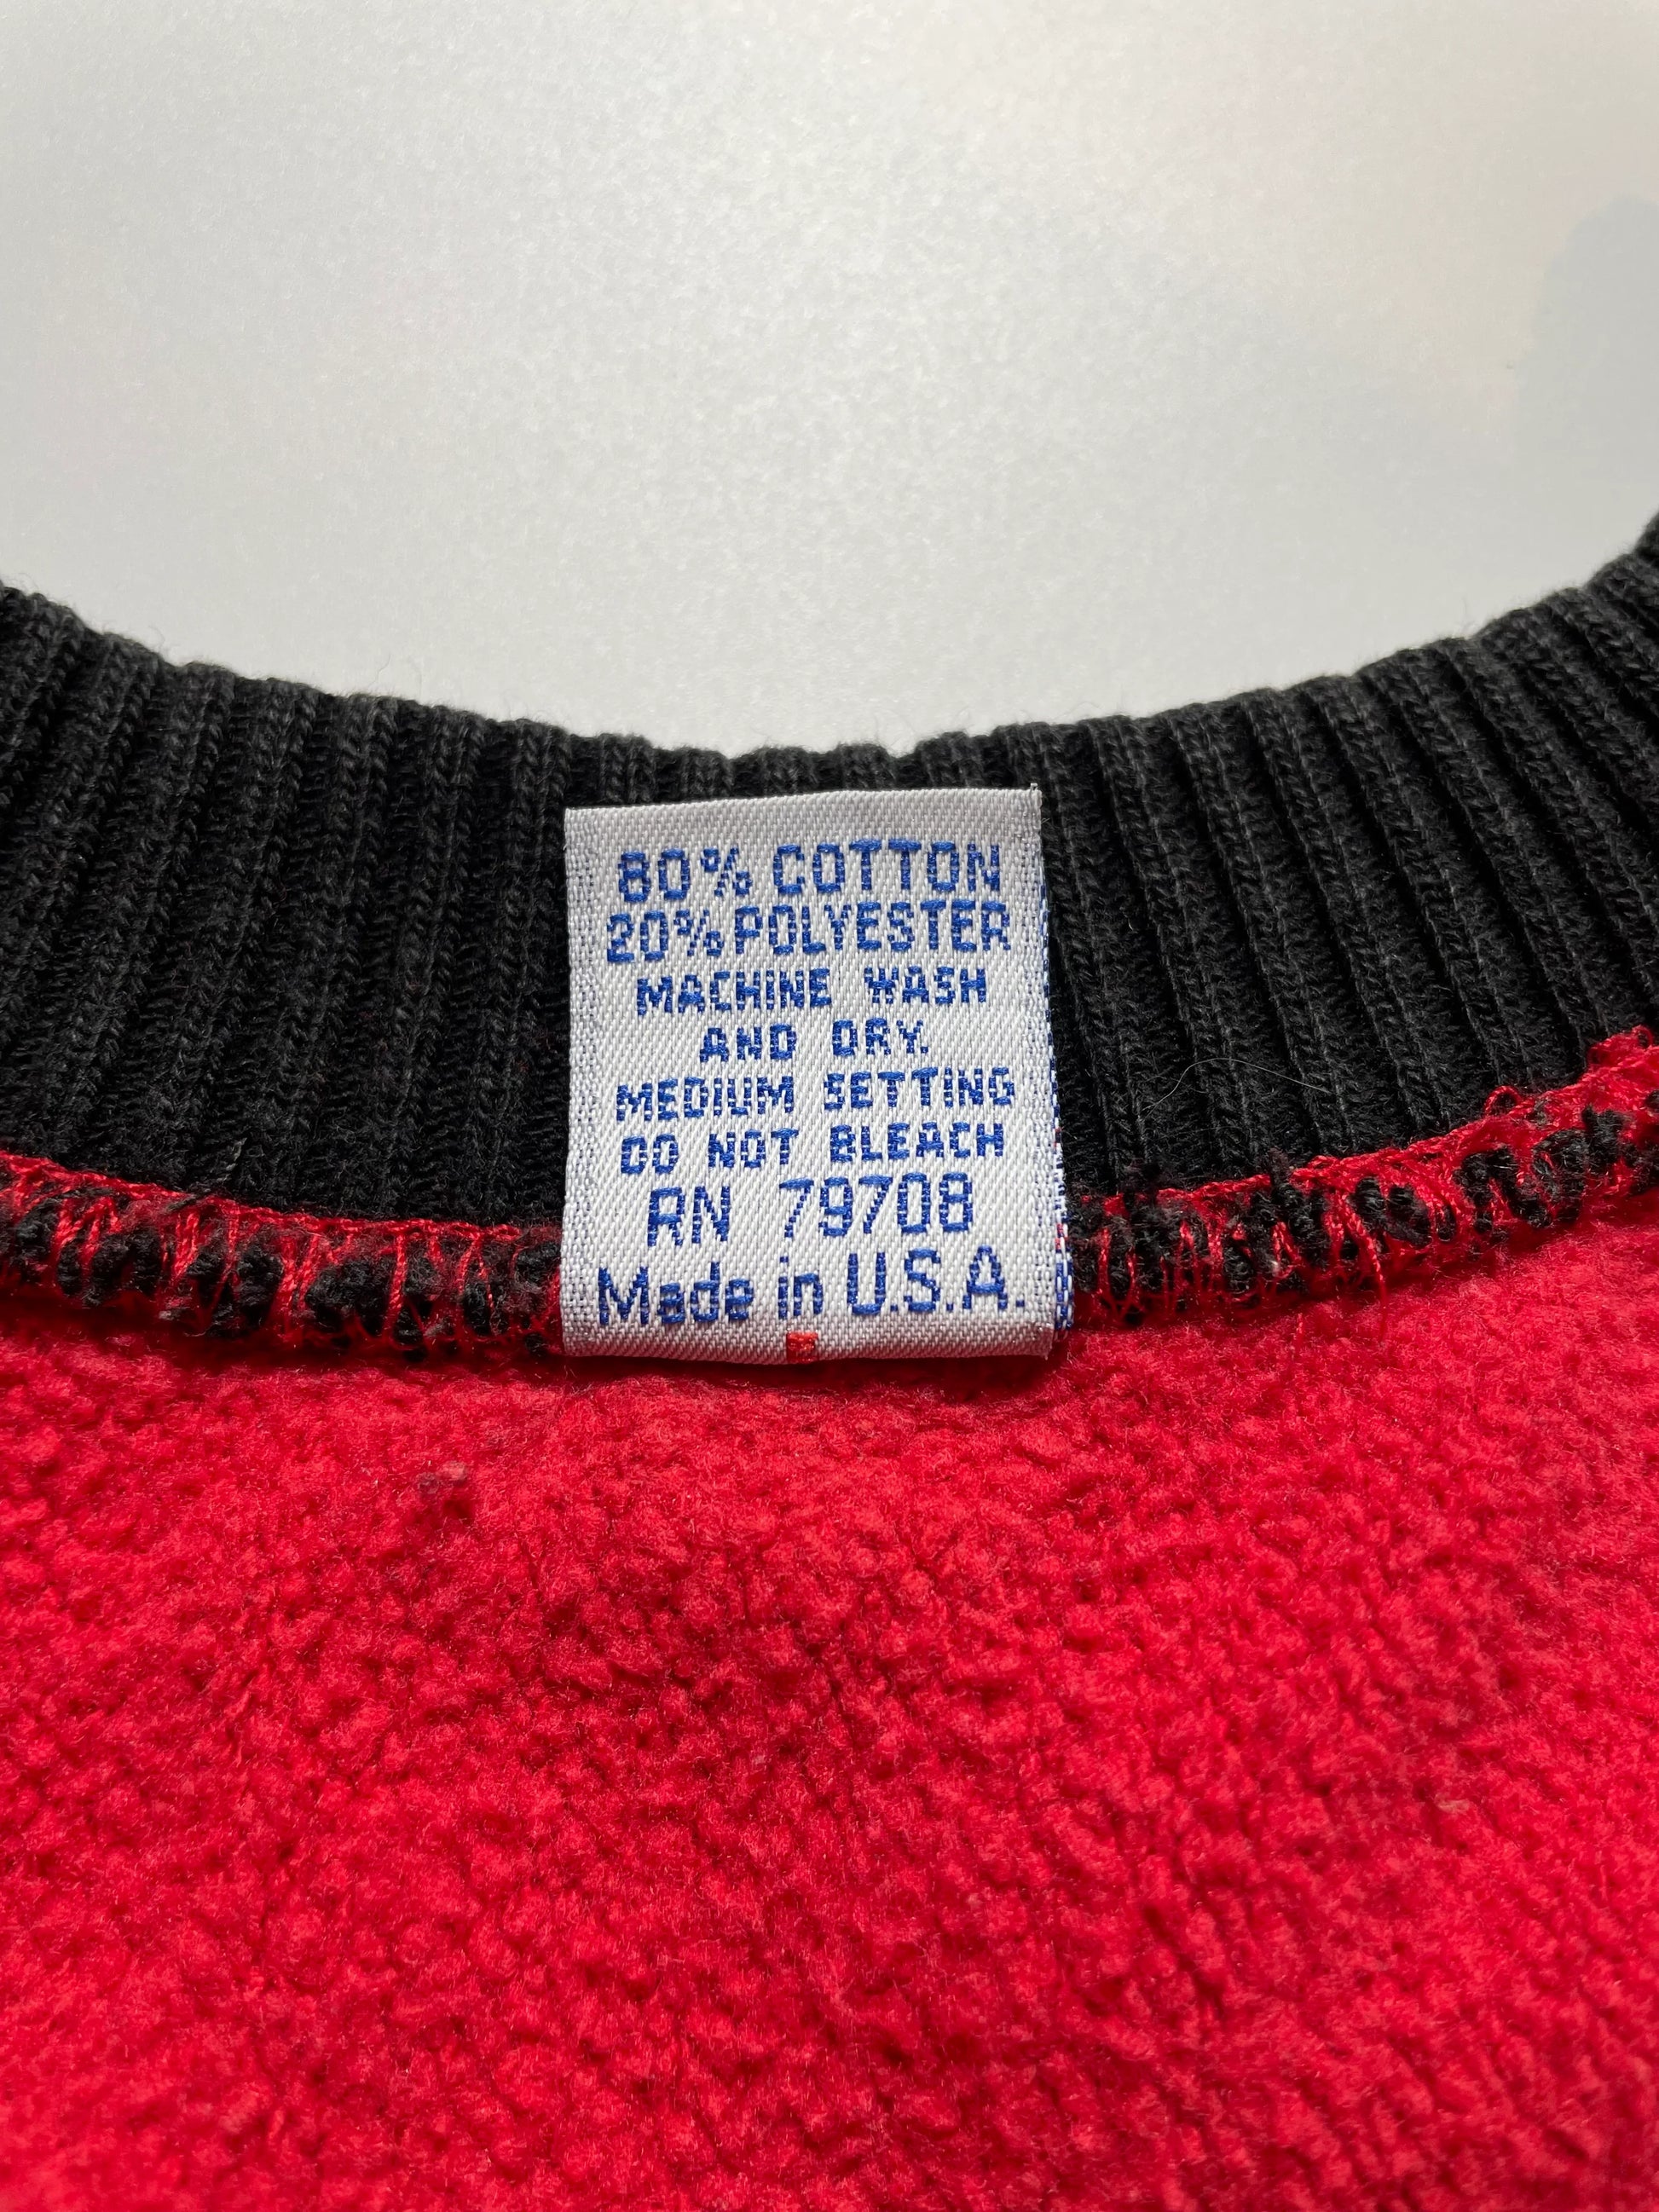 80% COTTON
20% POLYESTER
MACHINE WASH
AND DRY.
MEDIUM SETTING
DO NOT BLEACH
RN 79708
Made in U.S.A.